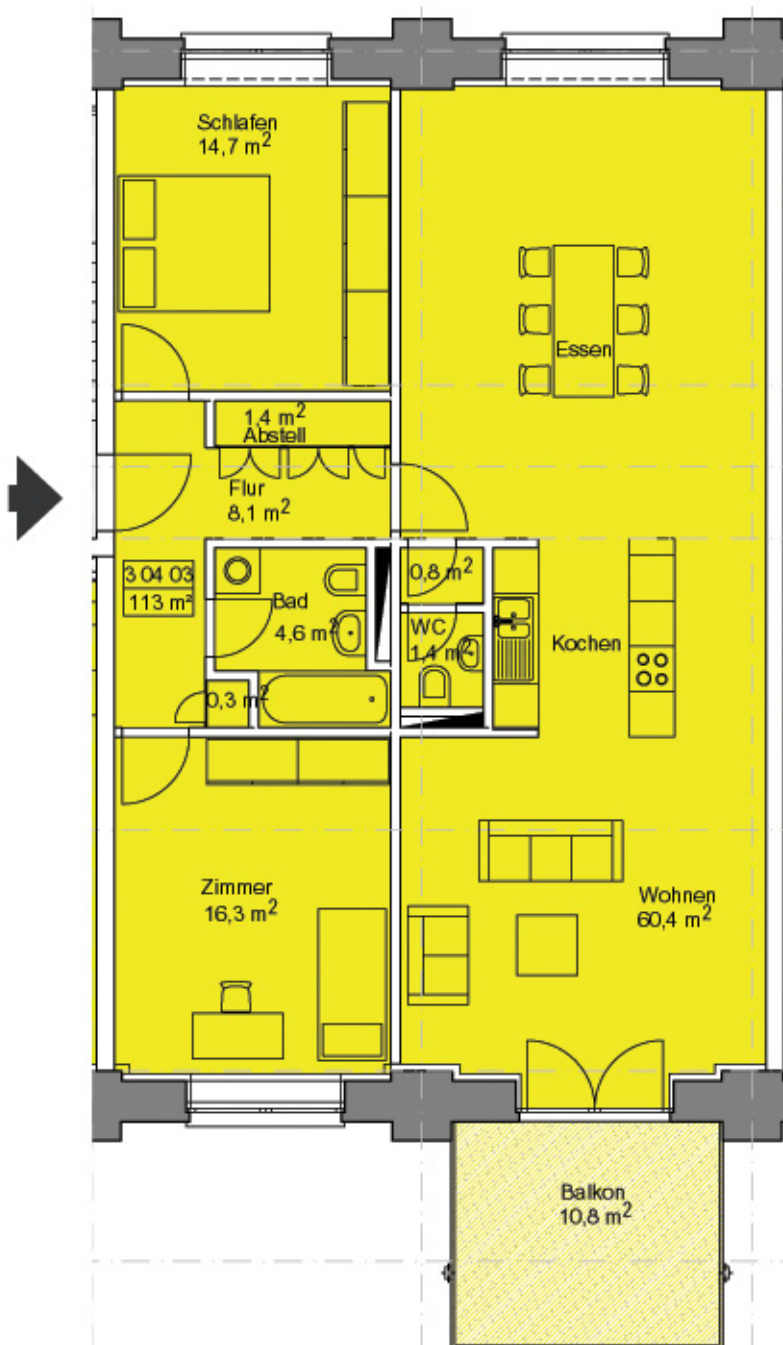 Schlafen
14,7 m²
Essen
1,4 m²
Abstell
Flur
8,1 m²
3 04 03
113 m²
Bad
4,6 m²
0,8 m²
WC
1,4 m²
Kochen
0,3 m²
Zimmer
16,3 m²
Wohnen
60,4 m²
Balkon
10,8 m²